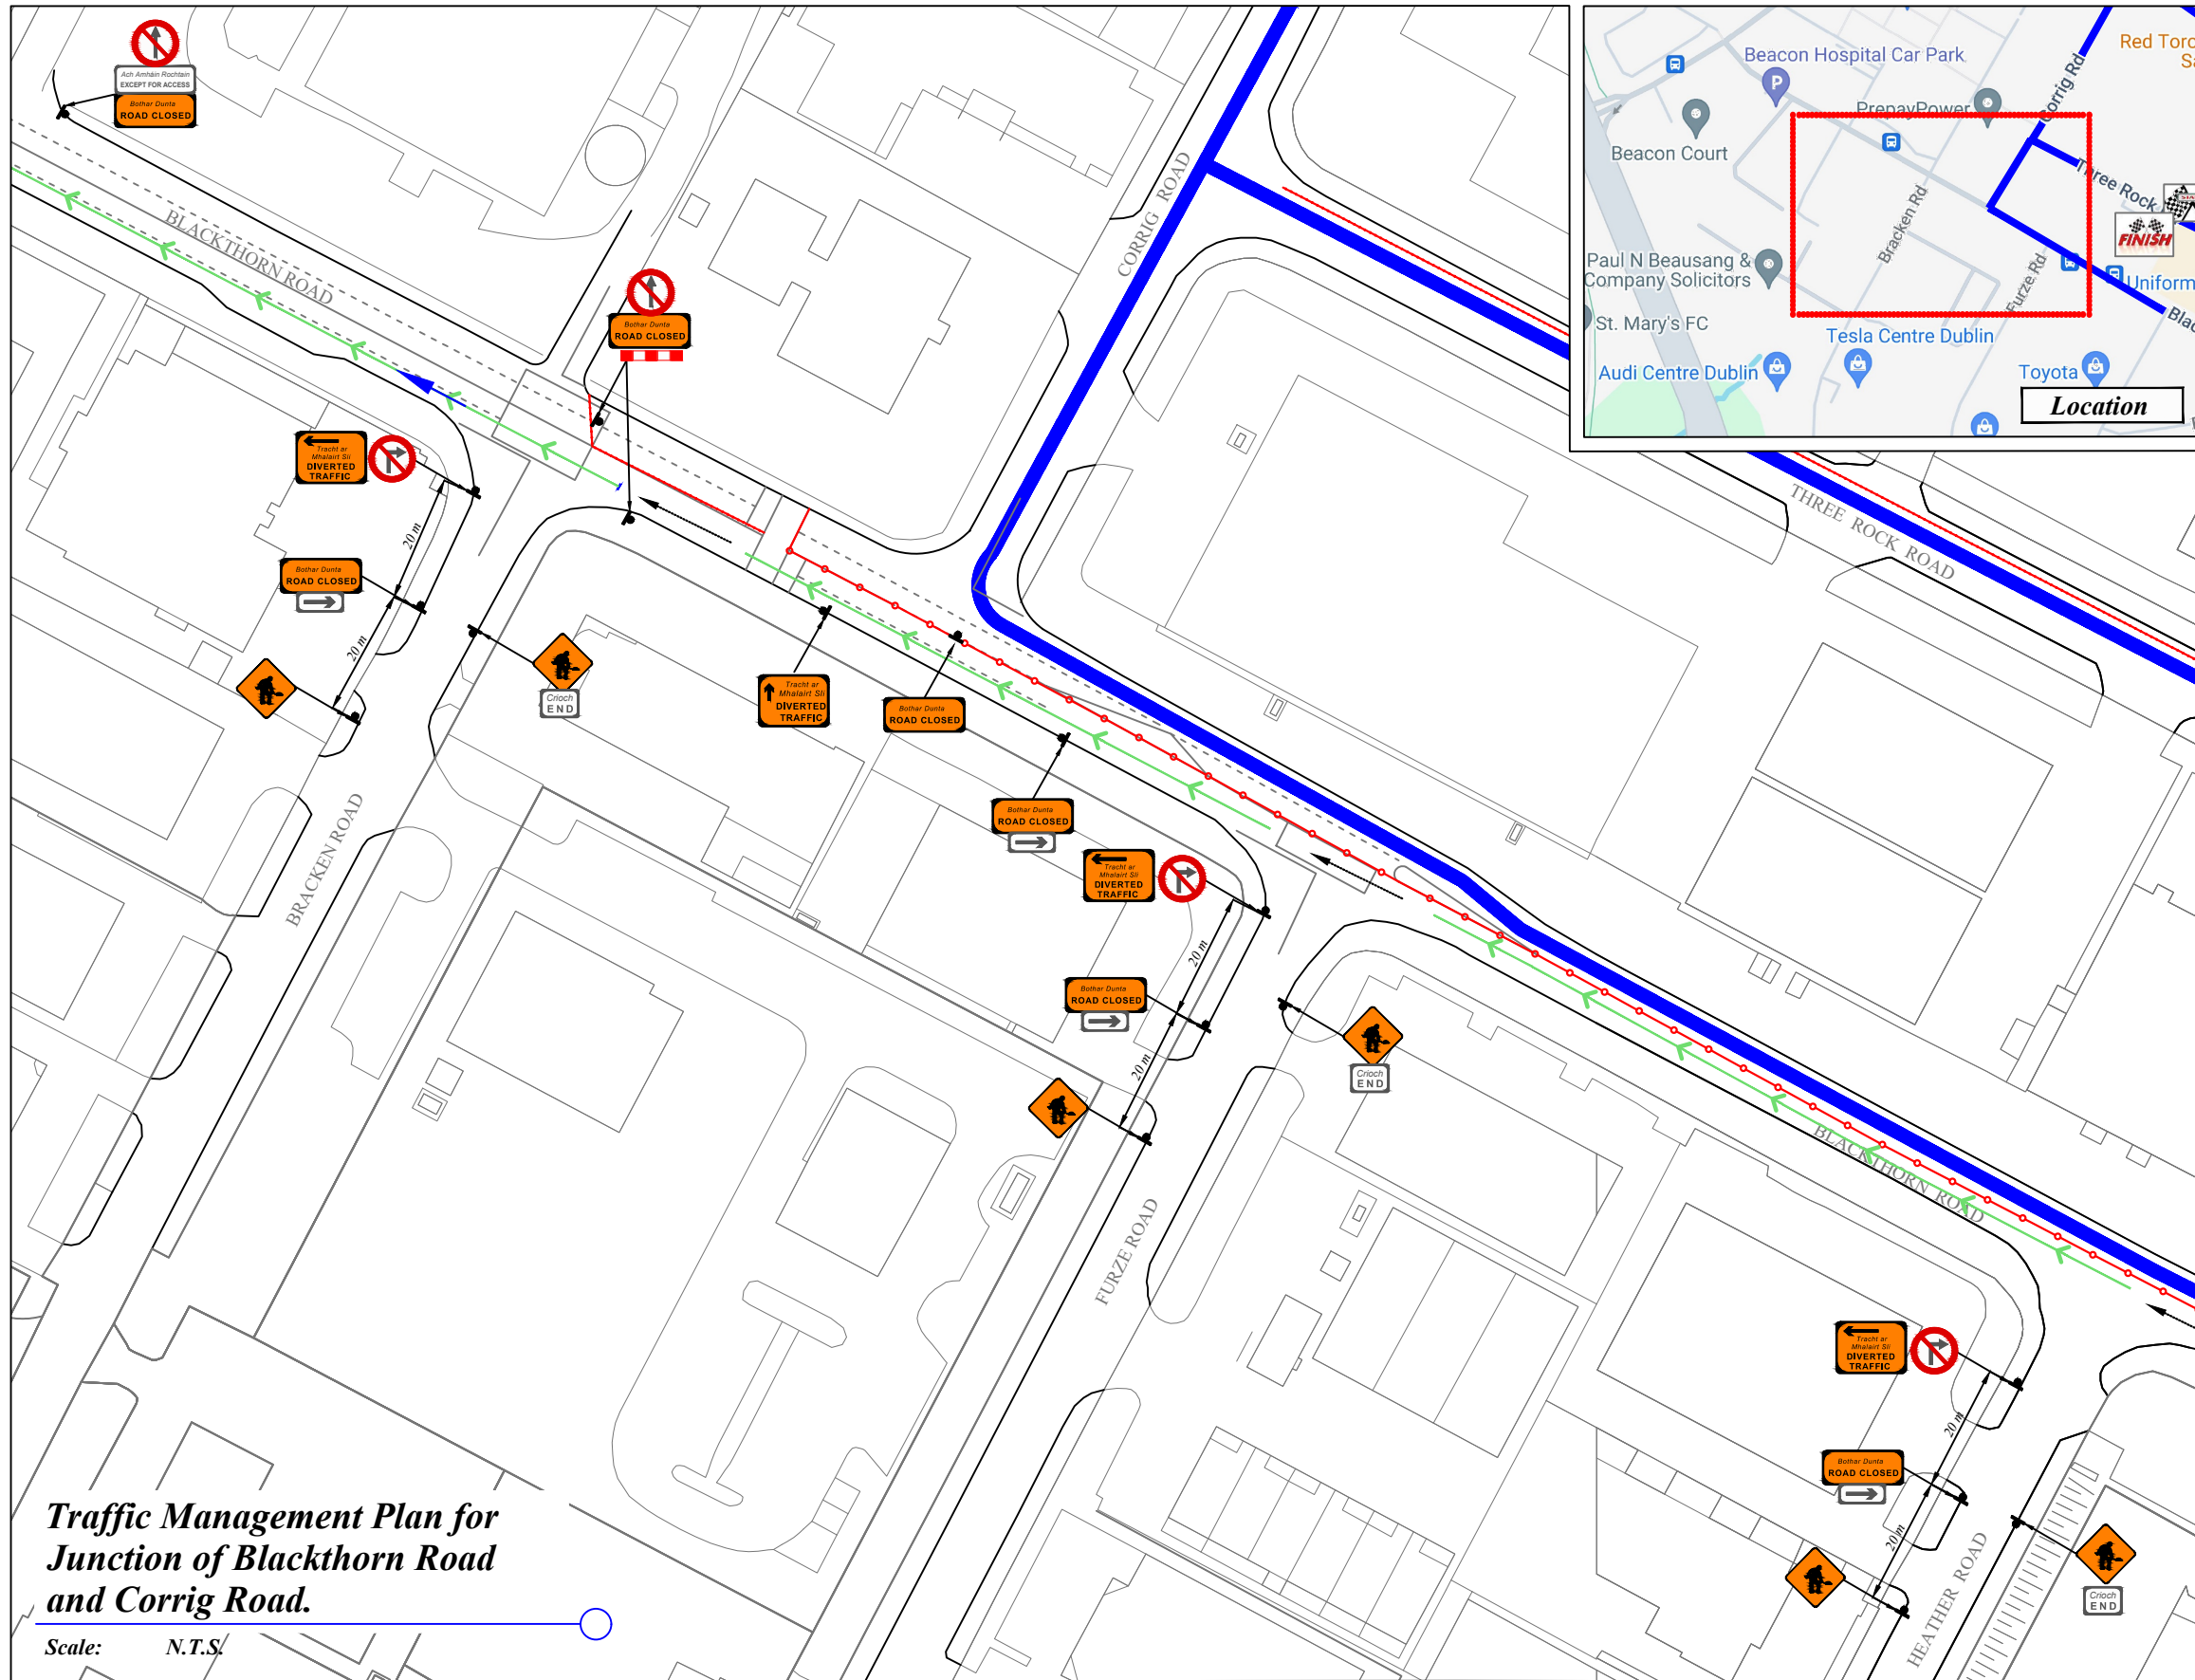 Ach Amháin Rochtain
EXCEPT FOR ACCESS
Bothar Dunta
ROAD CLOSED
BLACKTHORN ROAD
Bothar Dunta
ROAD CLOSED
CORRIG ROAD
Beacon Hospital Car Park
PrepayPower
Beacon Court
Corrig Rd
Three Rock
Bracken Rd
FINISH
Paul N Beausang &
Company Solicitors
Furze Rd
Uniform
St. Mary's FC
Tesla Centre Dublin
Audi Centre Dublin
Toyota
Location
THREE ROCK ROAD
Tracht ar
Mhalairt Slí
DIVERTED
TRAFFIC
20 m
Bothar Dunta
ROAD CLOSED
20 m
Crioch
END
Tracht ar
Mhalairt Slí
DIVERTED
TRAFFIC
Bothar Dunta
ROAD CLOSED
Bothar Dunta
ROAD CLOSED
BRACKEN ROAD
Tracht ar
Mhalairt Slí
DIVERTED
TRAFFIC
20 m
Bothar Dunta
ROAD CLOSED
20 m
Crioch
END
FURZE ROAD
BLACKTHORN ROAD
Tracht ar
Mhalairt Slí
DIVERTED
TRAFFIC
20 m
Bothar Dunta
ROAD CLOSED
20 m
Crioch
END
HEATHER ROAD
Traffic Management Plan for
Junction of Blackthorn Road
and Corrig Road.
Scale: N.T.S.